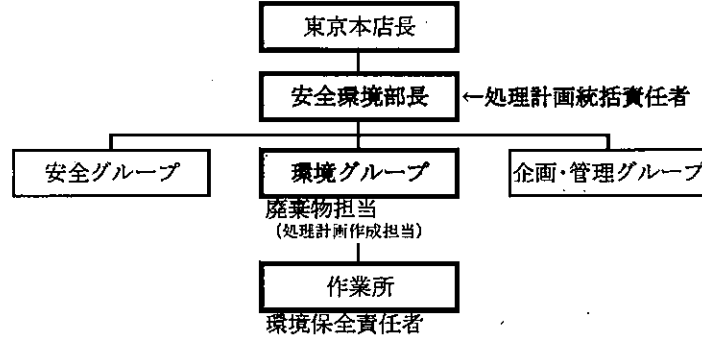 東京本店長
安全環境部長 ←処理計画統括責任者
安全グループ 環境グループ 企画・管理グループ
廃棄物担当
(処理計画作成担当)
作業所
環境保全責任者